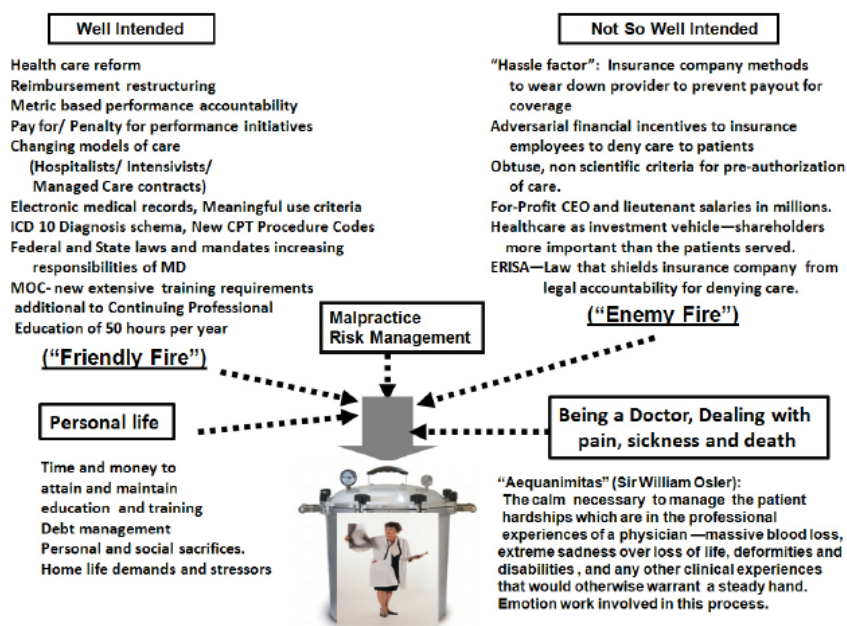 Well Intended
Health care reform
Reimbursement restructuring
Metric based performance accountability
Pay for/ Penalty for performance initiatives
Changing models of care
(Hospitalists/ Intensivists/
Managed Care contracts)
Electronic medical records, Meaningful use criteria
ICD 10 Diagnosis schema, New CPT Procedure Codes
Federal and State laws and mandates increasing
responsibilities of MD
MOC- new extensive training requirements
additional to Continuing Professional
Education of 50 hours per year
(“Friendly Fire”)
Not So Well Intended
“Hassle factor”: Insurance company methods
to wear down provider to prevent payout for
coverage
Adversarial financial incentives to insurance
employees to deny care to patients
Obtuse, non scientific criteria for pre-authorization
of care.
For-Profit CEO and lieutenant salaries in millions.
Healthcare as investment vehicle—shareholders
more important than the patients served.
ERISA—Law that shields insurance company from
legal accountability for denying care.
(“Enemy Fire”)
Malpractice
Risk Management
Personal life
Time and money to
attain and maintain
education and training
Debt management
Personal and social sacrifices.
Home life demands and stressors
Being a Doctor, Dealing with
pain, sickness and death
“Aequanimitas” (Sir William Osler):
The calm necessary to manage the patient
hardships which are in the professional
experiences of a physician—massive blood loss,
extreme sadness over loss of life, deformities and
disabilities, and any other clinical experiences
that would otherwise warrant a steady hand.
Emotion work involved in this process.